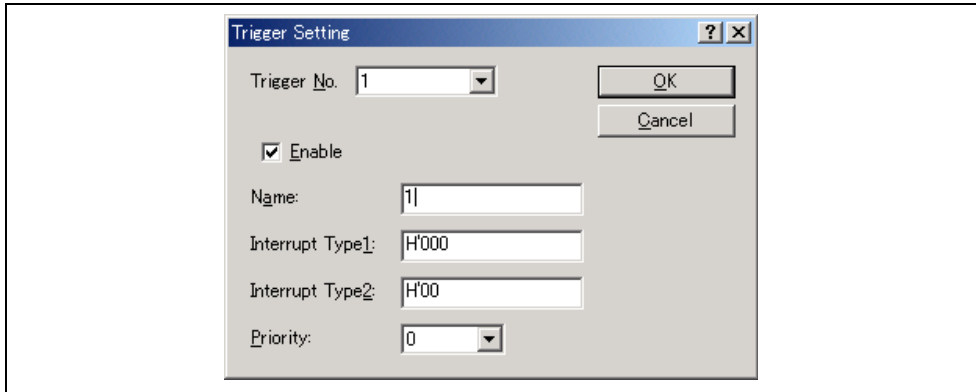 Trigger Setting
Trigger No. 1
OK
Cancel
Enable
Name: 1
Interrupt Type1: H'000
Interrupt Type2: H'00
Priority: 0